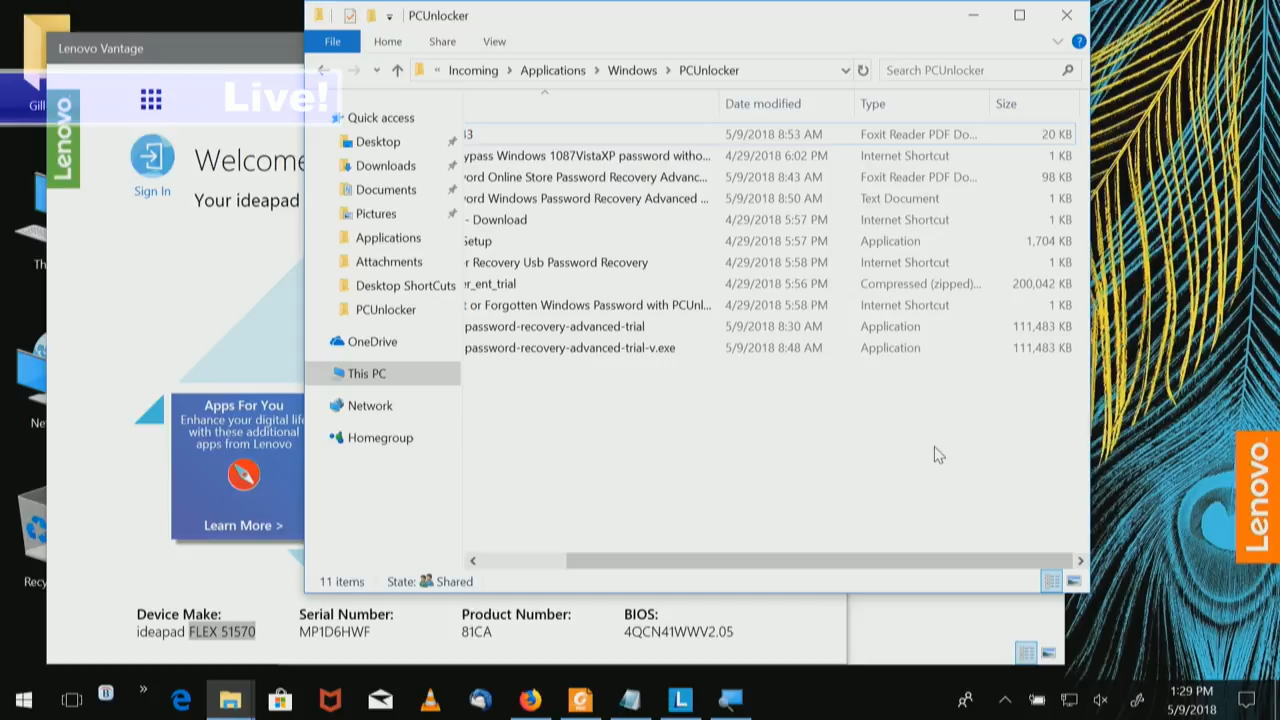 PCUnlocker
Lenovo Vantage
File Home Share View
Incoming Applications Windows PCUnlocker
Search PCUnlocker
Live!
Gill
Lenovo
Sign In
Welcome
Your ideapad
Quick access
Desktop
Downloads
Documents
Pictures
Applications
Attachments
Desktop ShortCuts
PCUnlocker
OneDrive
This PC
Network
Homegroup
Date modified Type Size
5/9/2018 8:53 AM Foxit Reader PDF Do... 20 KB
ypass Windows 1087VistaXP password witho... 4/29/2018 6:02 PM Internet Shortcut 1 KB
ord Online Store Password Recovery Advanc... 5/9/2018 8:43 AM Foxit Reader PDF Do... 98 KB
ord Windows Password Recovery Advanced ... 5/9/2018 8:50 AM Text Document 1 KB
- Download 4/29/2018 5:57 PM Internet Shortcut 1 KB
Setup 4/29/2018 5:57 PM Application 1,704 KB
r Recovery Usb Password Recovery 4/29/2018 5:58 PM Internet Shortcut 1 KB
er_ent_trial 4/29/2018 5:56 PM Compressed (zipped)... 200,042 KB
t or Forgotten Windows Password with PCUnl... 4/29/2018 5:58 PM Internet Shortcut 1 KB
password-recovery-advanced-trial 5/9/2018 8:30 AM Application 111,483 KB
password-recovery-advanced-trial-v.exe 5/9/2018 8:48 AM Application 111,483 KB
Th
Ne
Recy
Apps For You
Enhance your digital life
with these additional
apps from Lenovo
Learn More >
11 items State: Shared
Device Make: Serial Number: Product Number: BIOS:
ideapad FLEX 51570 MP1D6HWF 81CA 4QCN41WWV2.05
Lenovo
1:29 PM
5/9/2018